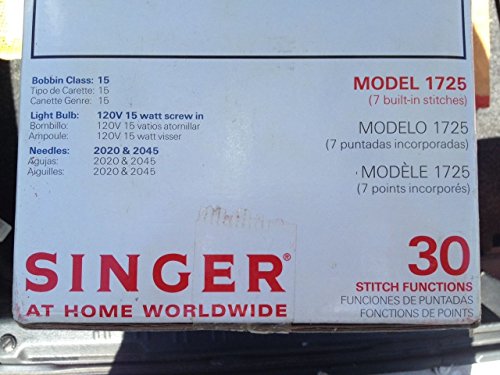 Bobbin Class: 15
Tipo de Carette: 15
Canette Genre: 15
Light Bulb: 120V 15 watt screw in
Bombillo: 120V 15 vatios atornillar
Ampoule: 120V 15 watt visser
Needles: 2020 & 2045
Agujas: 2020 & 2045
Aiguilles: 2020 & 2045
MODEL 1725
(7 built-in stitches)
MODELO 1725
(7 puntadas incorporadas)
MODÈLE 1725
(7 points incorporés)
SINGER®
AT HOME WORLDWIDE
30
STITCH FUNCTIONS
FUNCIONES DE PUNTADAS
FONCTIONS DE POINTS